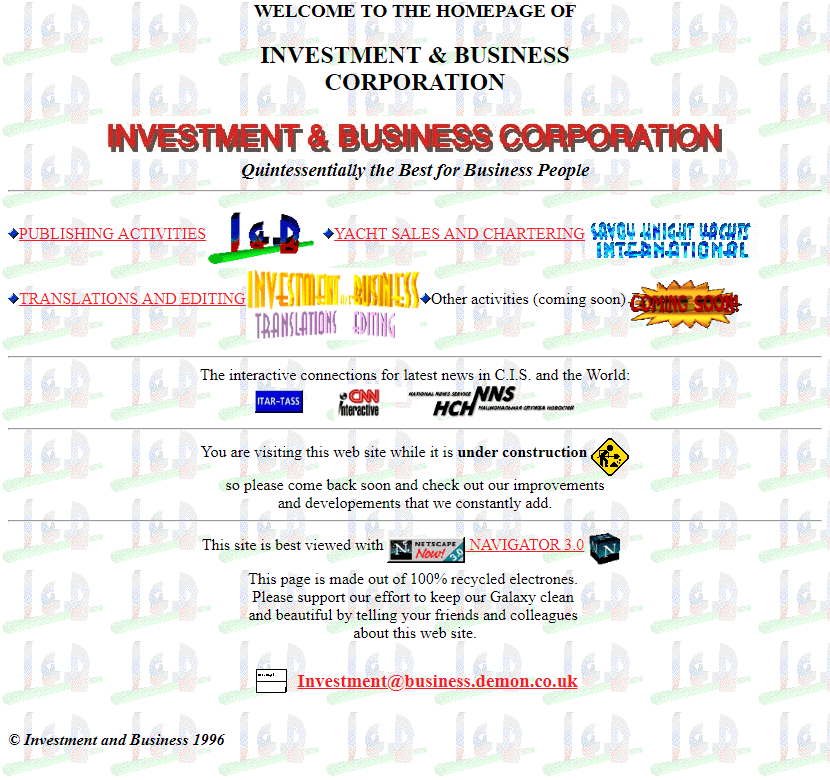 WELCOME TO THE HOMEPAGE OF
INVESTMENT & BUSINESS
CORPORATION
INVESTMENT & BUSINESS CORPORATION
Quintessentially the Best for Business People
PUBLISHING ACTIVITIES I & B YACHT SALES AND CHARTERING SAVOY KNIGHT YACHTS
INTERNATIONAL
TRANSLATIONS AND EDITING INVESTMENT AND BUSINESS Other activities (coming soon) COMING SOON!
TRANSLATIONS EDITING
The interactive connections for latest news in C.I.S. and the World:
ITAR-TASS CNN interactive NATIONAL NEWS SERVICE NNS
НСН НАЦИОНАЛЬНАЯ СЛУЖБА НОВОСТЕЙ
You are visiting this web site while it is under construction
so please come back soon and check out our improvements
and developements that we constantly add.
This site is best viewed with N NETSCAPE Now! 3.0 NAVIGATOR 3.0 N
This page is made out of 100% recycled electrones.
Please support our effort to keep our Galaxy clean
and beautiful by telling your friends and colleagues
about this web site.
Investment@business.demon.co.uk
© Investment and Business 1996